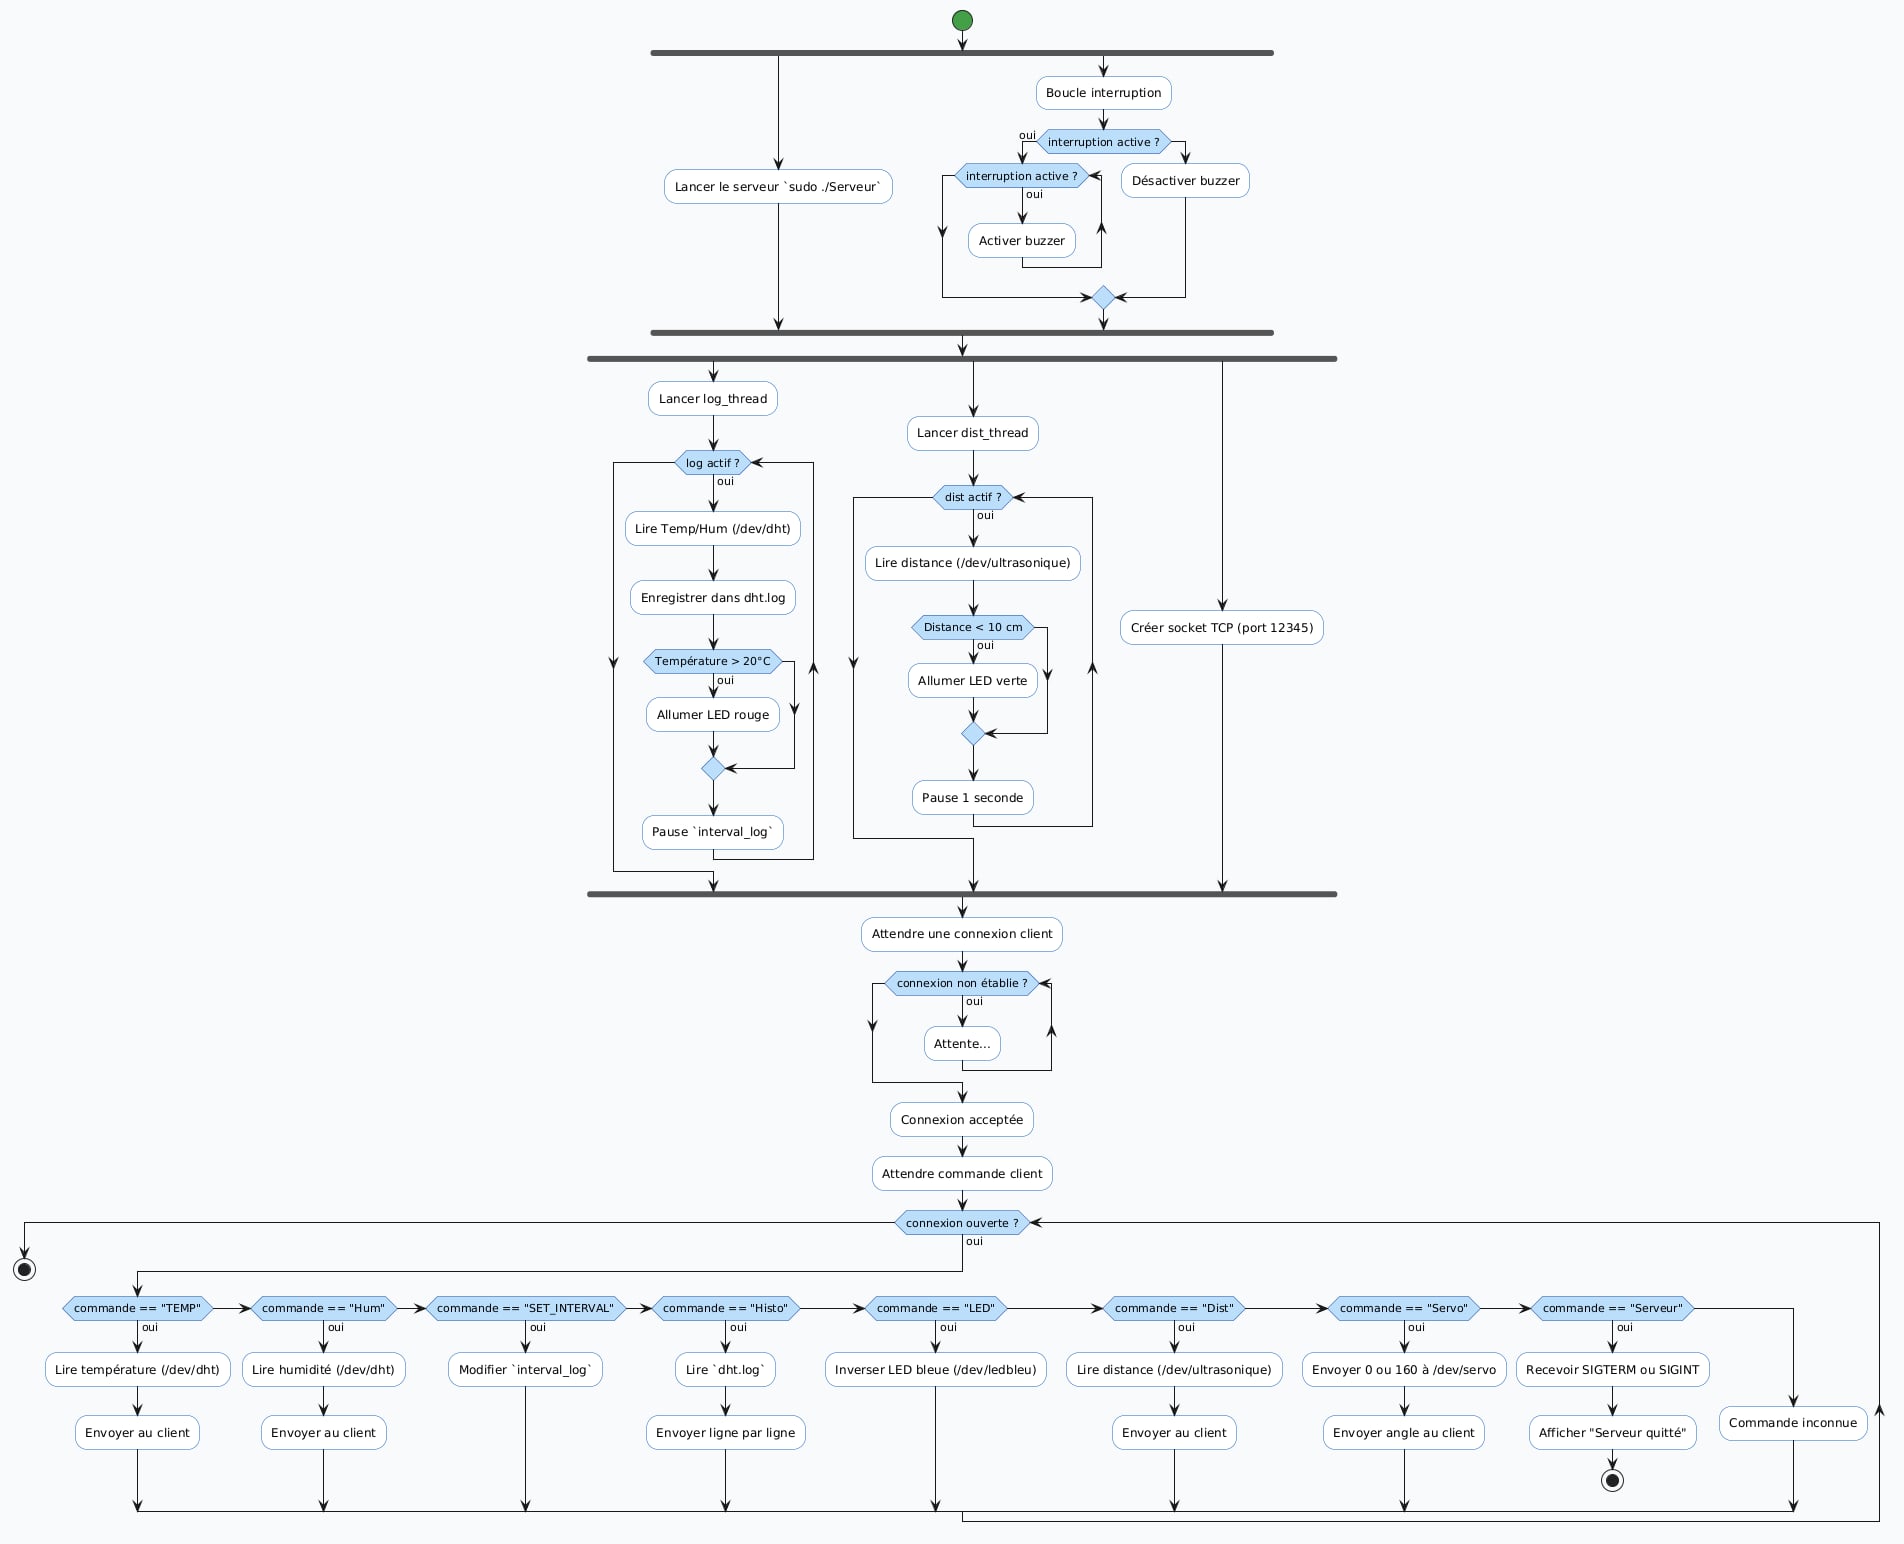 Boucle interruption
oui
interruption active ?
Lancer le serveur `sudo ./Serveur`
interruption active ?
oui
Désactiver buzzer
Activer buzzer
Lancer log_thread
log actif ?
oui
Lire Temp/Hum (/dev/dht)
Enregistrer dans dht.log
Température > 20°C
oui
Allumer LED rouge
Pause `interval_log`
Lancer dist_thread
dist actif ?
oui
Lire distance (/dev/ultrasonique)
Distance < 10 cm
oui
Allumer LED verte
Pause 1 seconde
Créer socket TCP (port 12345)
Attendre une connexion client
connexion non établie ?
oui
Attente...
Connexion acceptée
Attendre commande client
connexion ouverte ?
oui
commande == "TEMP"
oui
Lire température (/dev/dht)
Envoyer au client
commande == "Hum"
oui
Lire humidité (/dev/dht)
Envoyer au client
commande == "SET_INTERVAL"
oui
Modifier `interval_log`
commande == "Histo"
oui
Lire `dht.log`
Envoyer ligne par ligne
commande == "LED"
oui
Inverser LED bleue (/dev/ledbleu)
commande == "Dist"
oui
Lire distance (/dev/ultrasonique)
Envoyer au client
commande == "Servo"
oui
Envoyer 0 ou 160 à /dev/servo
Envoyer angle au client
commande == "Serveur"
oui
Recevoir SIGTERM ou SIGINT
Afficher "Serveur quitté"
Commande inconnue